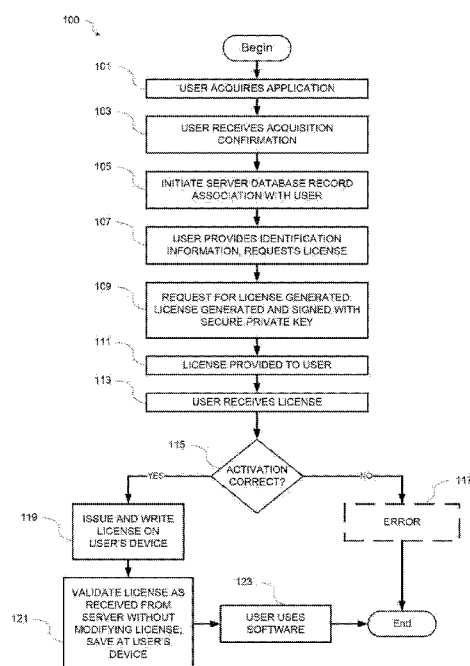 100
Begin
101
USER ACQUIRES APPLICATION
103
USER RECEIVES ACQUISITION
CONFIRMATION
105
INITIATE SERVER DATABASE RECORD
ASSOCIATION WITH USER
107
USER PROVIDES IDENTIFICATION
INFORMATION, REQUESTS LICENSE
109
REQUEST FOR LICENSE GENERATED;
LICENSE GENERATED AND SIGNED WITH
SECURE PRIVATE KEY
111
LICENSE PROVIDED TO USER
113
USER RECEIVES LICENSE
115
ACTIVATION
CORRECT?
YES
NO
117
ERROR
119
ISSUE AND WRITE
LICENSE ON
USER'S DEVICE
121
VALIDATE LICENSE AS
RECEIVED FROM
SERVER WITHOUT
MODIFYING LICENSE;
SAVE AT USER'S
DEVICE
123
USER USES
SOFTWARE
End